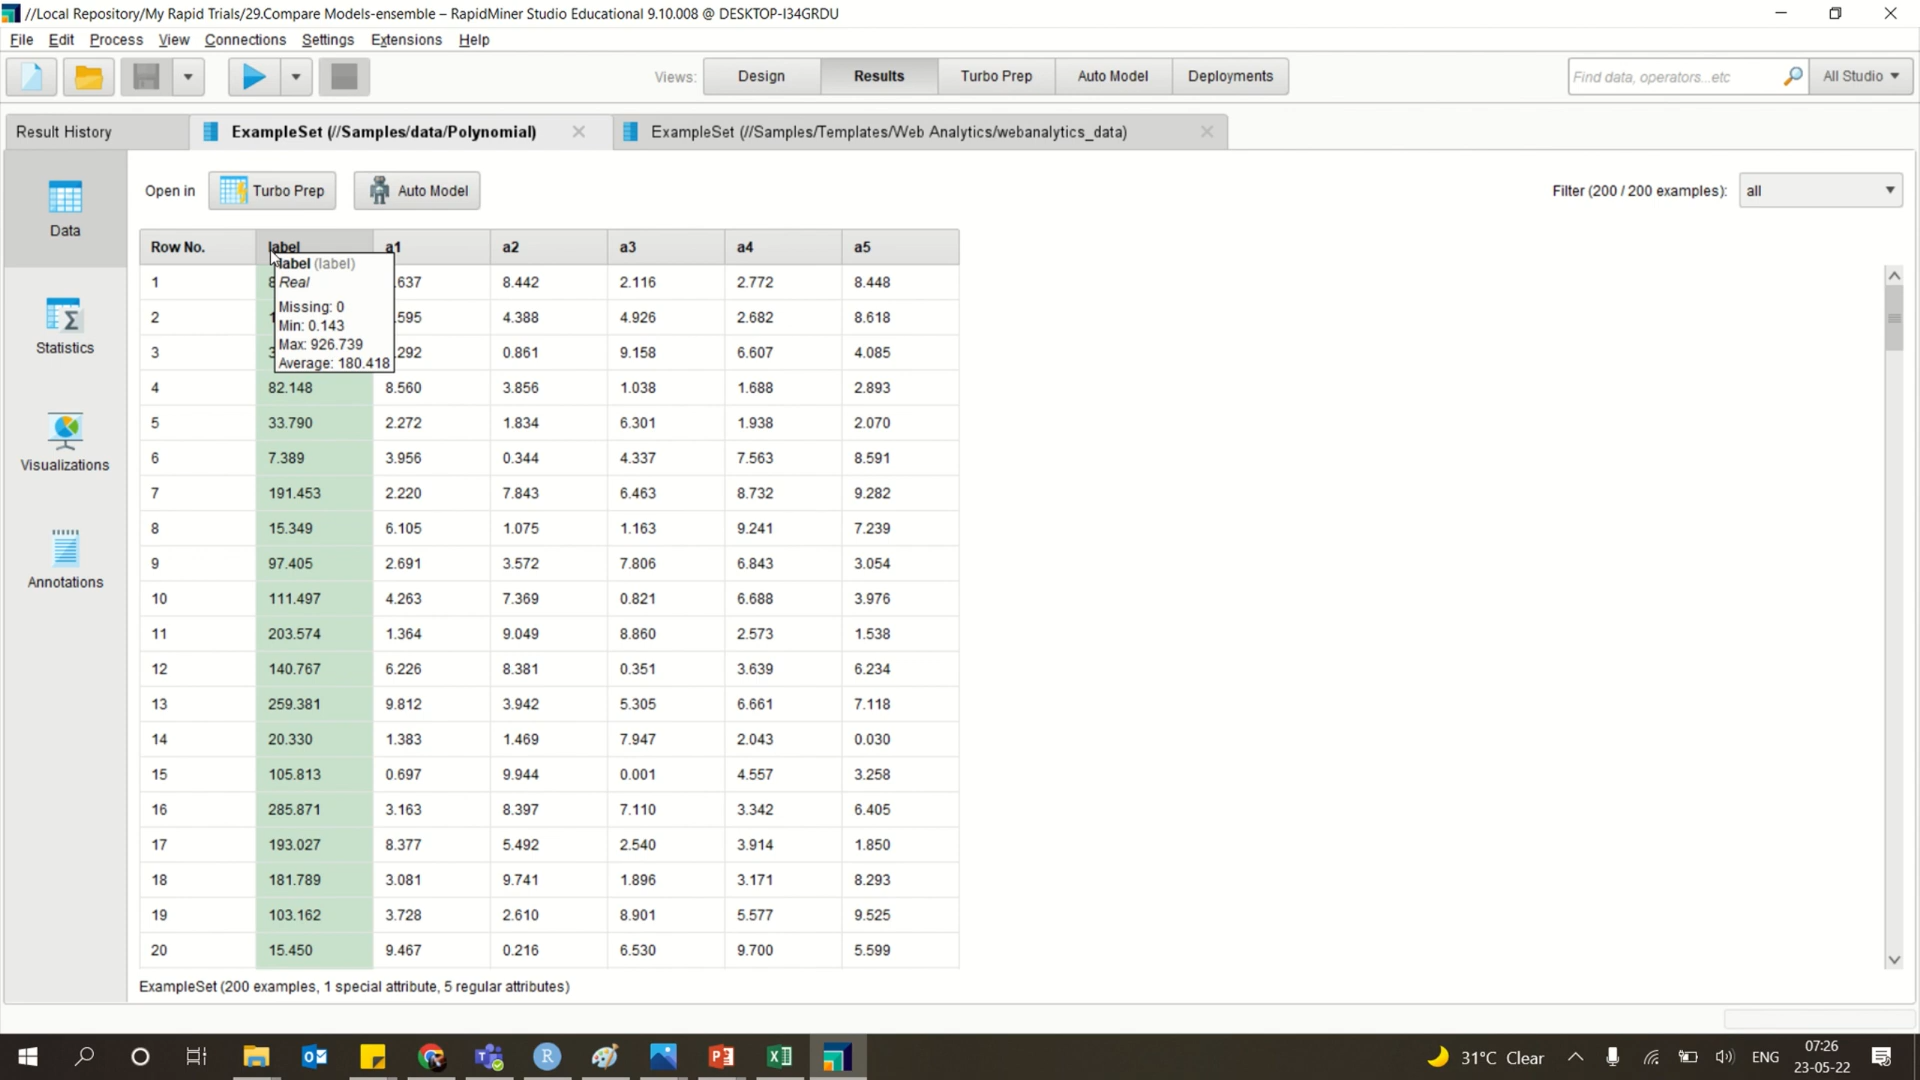 //Local Repository/My Rapid Trials/29.Compare Models-ensemble – RapidMiner Studio Educational 9.10.008 @ DESKTOP-I34GRDU
File Edit Process View Connections Settings Extensions Help
Views: Design Results Turbo Prep Auto Model Deployments Find data, operators...etc All Studio
Result History ExampleSet (//Samples/data/Polynomial) ExampleSet (//Samples/Templates/Web Analytics/webanalytics_data)
Open in Turbo Prep Auto Model Filter (200 / 200 examples): all
Data
Statistics
Visualizations
Annotations
Row No. label a1 a2 a3 a4 a5
label (label)
Real
Missing: 0
Min: 0.143
Max: 926.739
Average: 180.418
1 8 .637 8.442 2.116 2.772 8.448
2 1 .595 4.388 4.926 2.682 8.618
3 3 .292 0.861 9.158 6.607 4.085
4 82.148 8.560 3.856 1.038 1.688 2.893
5 33.790 2.272 1.834 6.301 1.938 2.070
6 7.389 3.956 0.344 4.337 7.563 8.591
7 191.453 2.220 7.843 6.463 8.732 9.282
8 15.349 6.105 1.075 1.163 9.241 7.239
9 97.405 2.691 3.572 7.806 6.843 3.054
10 111.497 4.263 7.369 0.821 6.688 3.976
11 203.574 1.364 9.049 8.860 2.573 1.538
12 140.767 6.226 8.381 0.351 3.639 6.234
13 259.381 9.812 3.942 5.305 6.661 7.118
14 20.330 1.383 1.469 7.947 2.043 0.030
15 105.813 0.697 9.944 0.001 4.557 3.258
16 285.871 3.163 8.397 7.110 3.342 6.405
17 193.027 8.377 5.492 2.540 3.914 1.850
18 181.789 3.081 9.741 1.896 3.171 8.293
19 103.162 3.728 2.610 8.901 5.577 9.525
20 15.450 9.467 0.216 6.530 9.700 5.599
ExampleSet (200 examples, 1 special attribute, 5 regular attributes)
31°C Clear ENG 07:26
23-05-22